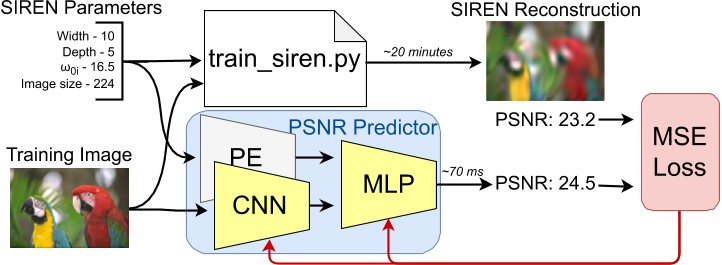 SIREN Parameters
Width - 10
Depth - 5
ω0i - 16.5
Image size - 224
train_siren.py
~20 minutes
SIREN Reconstruction
PSNR: 23.2
MSE
Loss
PSNR Predictor
PE
CNN
MLP
~70 ms
PSNR: 24.5
Training Image